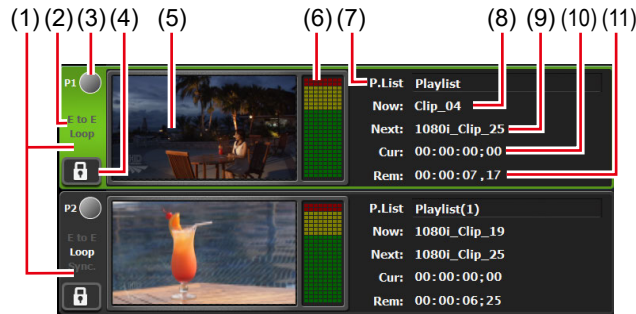 (1) (2) (3) (4) (5) (6) (7) (8) (9) (10) (11)
P1
E to E
Loop
P.List Playlist
Now: Clip_04
Next: 1080i_Clip_25
Cur: 00:00:00;00
Rem: 00:00:07,17
P2
E to E
Loop
Sync.
P.List Playlist(1)
Now: 1080i_Clip_19
Next: 1080i_Clip_25
Cur: 00:00:00;00
Rem: 00:00:06;25